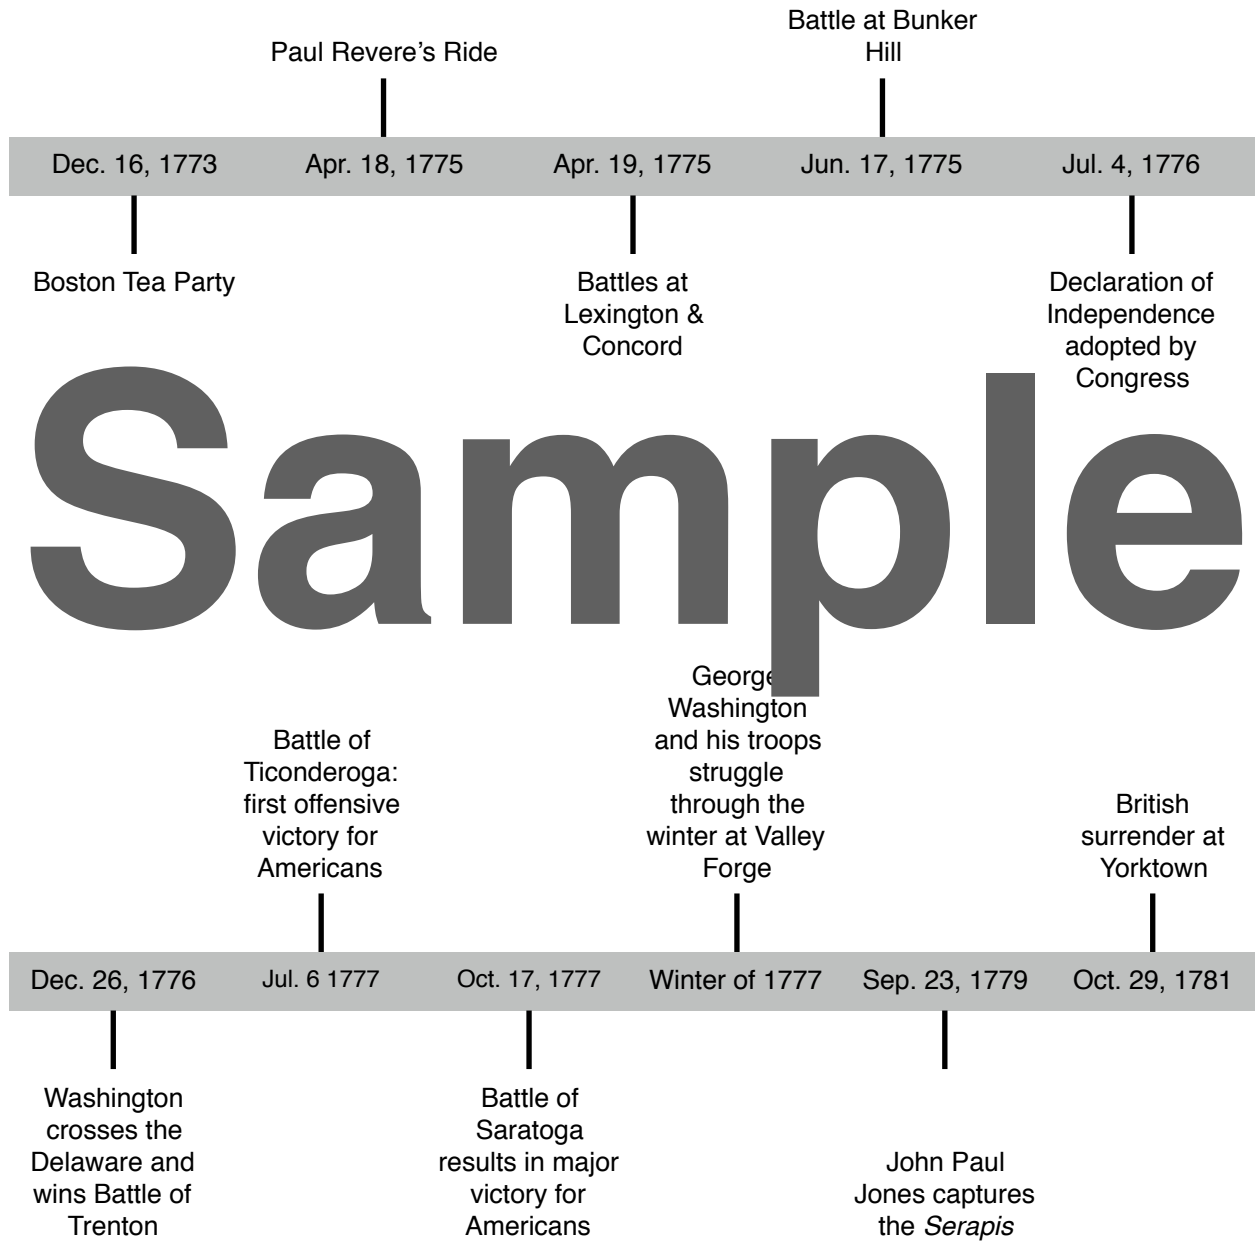 Battle at Bunker
Hill
Paul Revere’s Ride
Dec. 16, 1773 Apr. 18, 1775 Apr. 19, 1775 Jun. 17, 1775 Jul. 4, 1776
Boston Tea Party
Battles at
Lexington &
Concord
Declaration of
Independence
adopted by
Congress
Sample
George
Washington
and his troops
struggle
through the
winter at Valley
Forge
Battle of
Ticonderoga:
first offensive
victory for
Americans
British
surrender at
Yorktown
Dec. 26, 1776 Jul. 6 1777 Oct. 17, 1777 Winter of 1777 Sep. 23, 1779 Oct. 29, 1781
Washington
crosses the
Delaware and
wins Battle of
Trenton
Battle of
Saratoga
results in major
victory for
Americans
John Paul
Jones captures
the Serapis